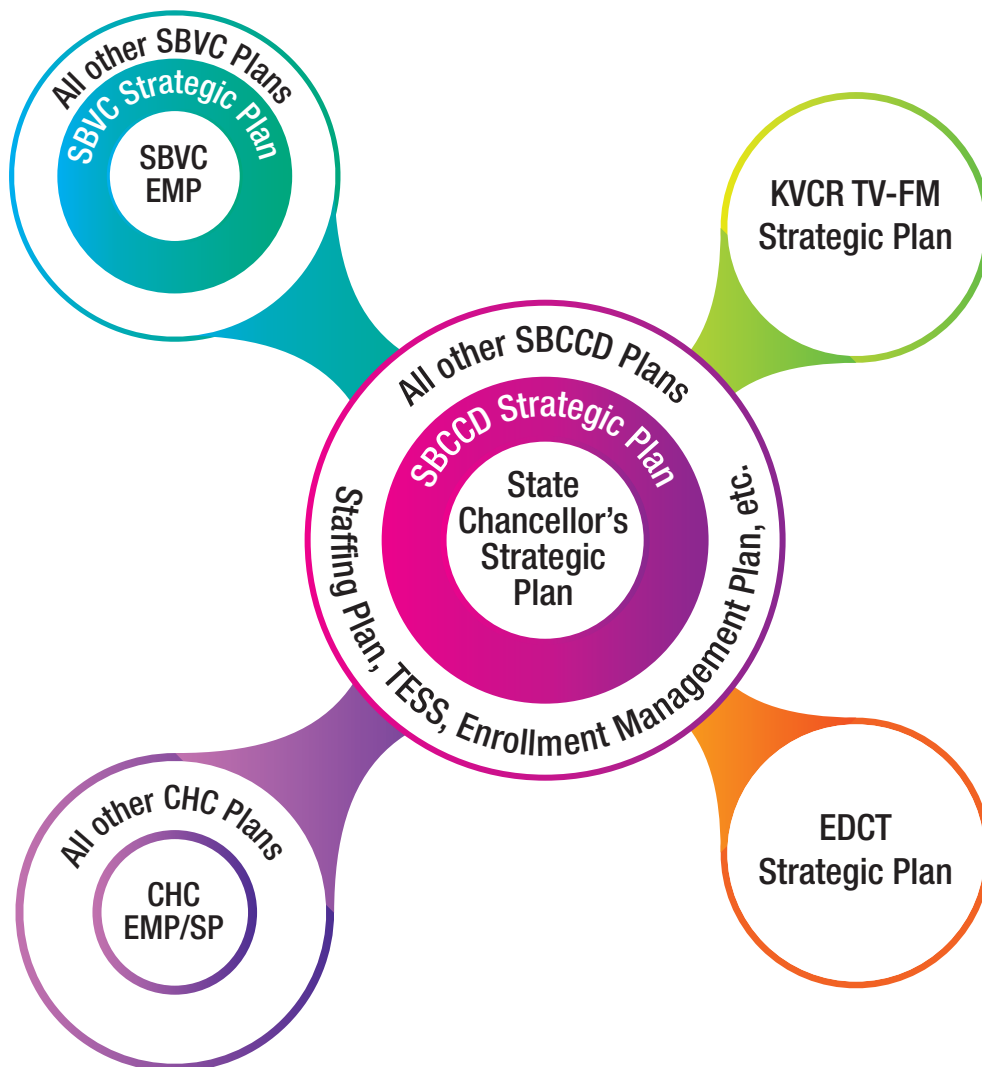 All other SBVC Plans
SBVC Strategic Plan
SBVC
EMP
KVCR TV-FM
Strategic Plan
All other SBCCD Plans
SBCCD Strategic Plan
State
Chancellor's
Strategic
Plan
Staffing Plan, TESS, Enrollment Management Plan, etc.
All other CHC Plans
CHC
EMP/SP
EDCT
Strategic Plan